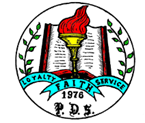 LOYALTY FAITH SERVICE
1976
P.D.S.